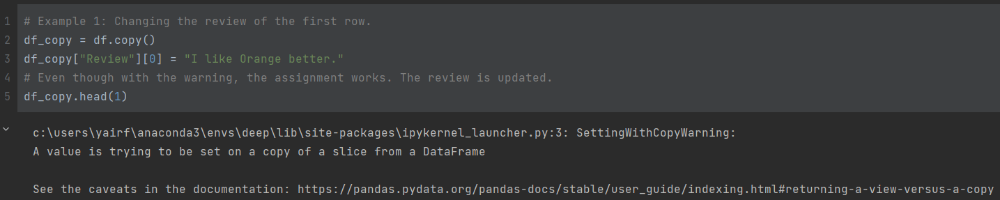 1 # Example 1: Changing the review of the first row.
2 df_copy = df.copy()
3 df_copy["Review"][0] = "I like Orange better."
4 # Even though with the warning, the assignment works. The review is updated.
5 df_copy.head(1)
c:\users\yairf\anaconda3\envs\deep\lib\site-packages\ipykernel_launcher.py:3: SettingWithCopyWarning:
A value is trying to be set on a copy of a slice from a DataFrame
See the caveats in the documentation: https://pandas.pydata.org/pandas-docs/stable/user_guide/indexing.html#returning-a-view-versus-a-copy